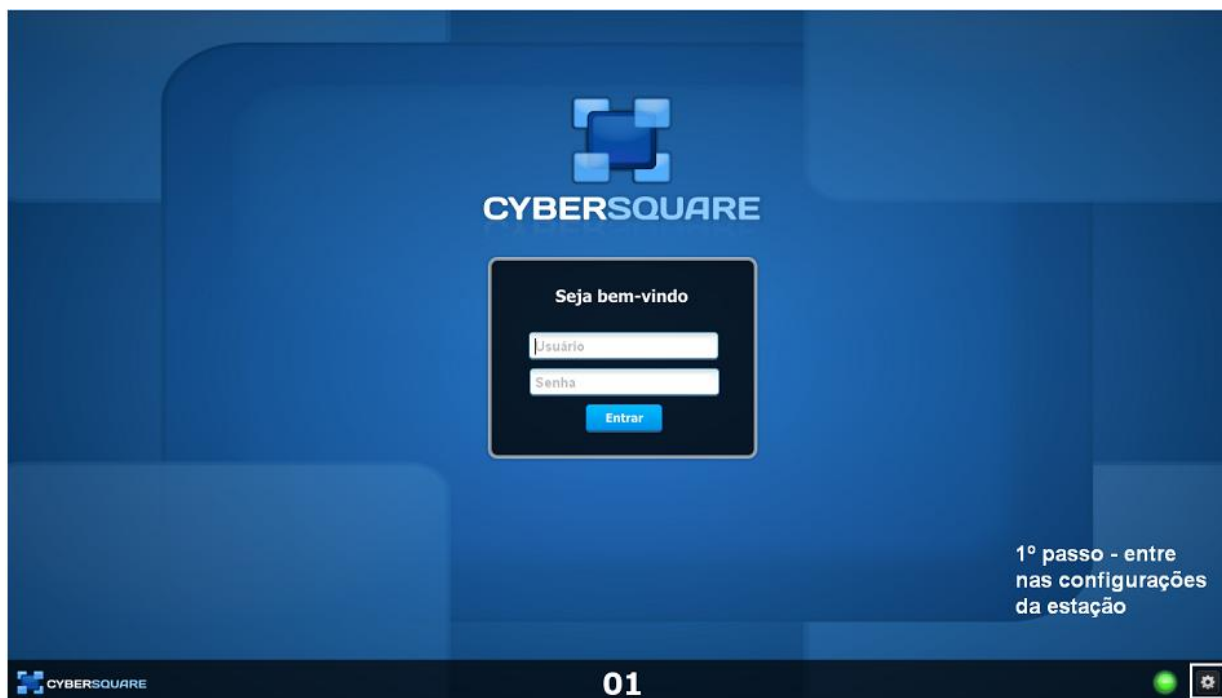 CYBERSQUARE
Seja bem-vindo
Usuário
Senha
Entrar
1º passo - entre
nas configurações
da estação
CYBERSQUARE
01